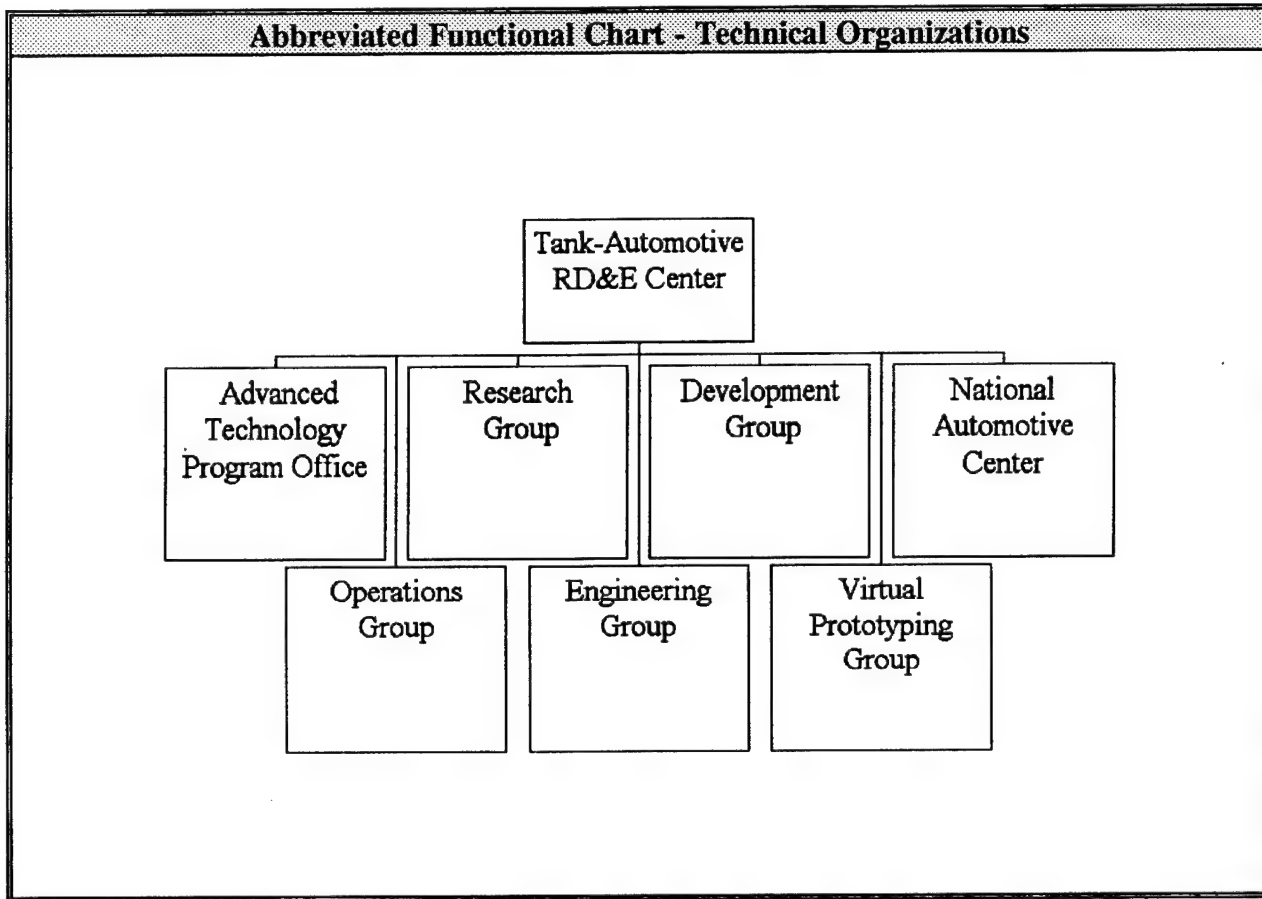 Abbreviated Functional Chart - Technical Organizations
Tank-Automotive
RD&E Center
Advanced
Technology
Program Office
Research
Group
Development
Group
National
Automotive
Center
Operations
Group
Engineering
Group
Virtual
Prototyping
Group